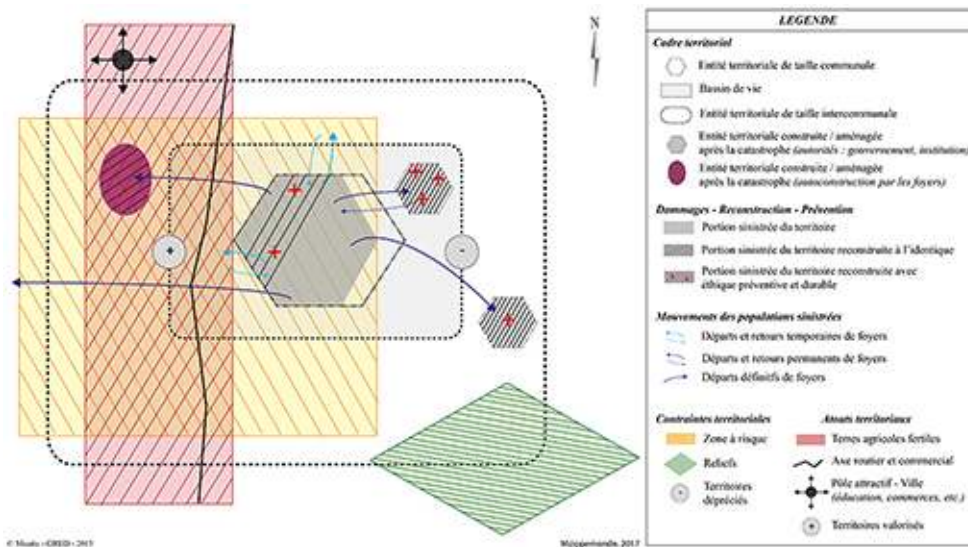 N
+
-
LEGENDE
Cadre territorial
Entité territoriale de taille communale
Bassin de vie
Entité territoriale de taille intercommunale
Entité territoriale construite / aménagée
après la catastrophe (autorités : gouvernement, institution)
Entité territoriale construite / aménagée
après la catastrophe (autoconstruction par les foyers)
Dommages - Reconstruction - Prévention
Portion sinistrée du territoire
Portion sinistrée du territoire reconstruite à l'identique
Portion sinistrée du territoire reconstruite avec
éthique préventive et durable
Mouvements des populations sinistrées
Départs et retours temporaires de foyers
Départs et retours permanents de foyers
Départs définitifs de foyers
Contraintes territoriales
Zone à risque
Reliefs
Territoires
dépréciés
Atouts territoriaux
Terres agricoles fertiles
Axe routier et commercial
Pôle attractif - Ville
(éducation, commerces, etc.)
Territoires valorisés
2017